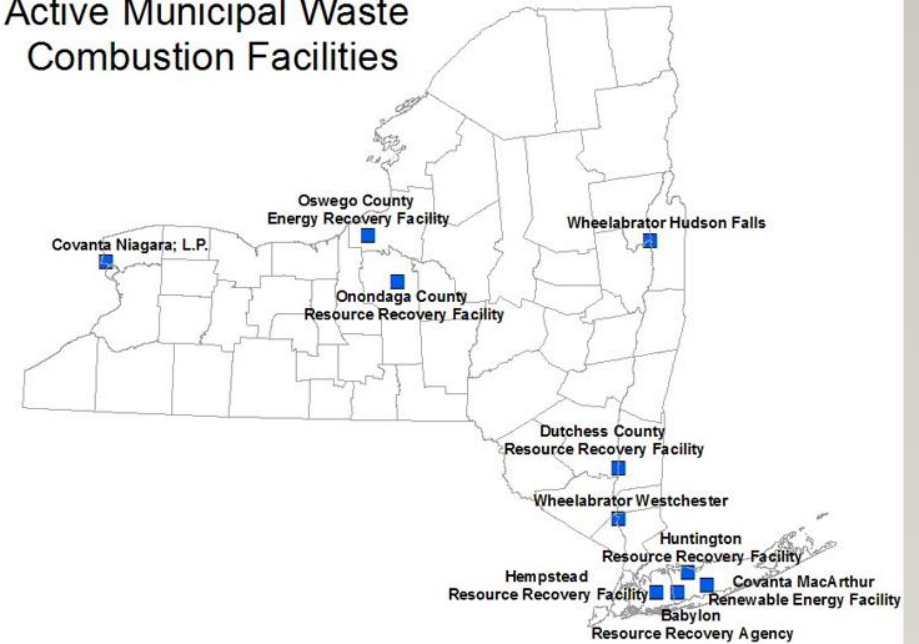 Active Municipal Waste
Combustion Facilities
Oswego County
Energy Recovery Facility
Wheelabrator Hudson Falls
Covanta Niagara; L.P.
Onondaga County
Resource Recovery Facility
Dutchess County
Resource Recovery Facility
Wheelabrator Westchester
Huntington
Resource Recovery Facility
Hempstead
Resource Recovery Facility
Covanta MacArthur
Renewable Energy Facility
Babylon
Resource Recovery Agency